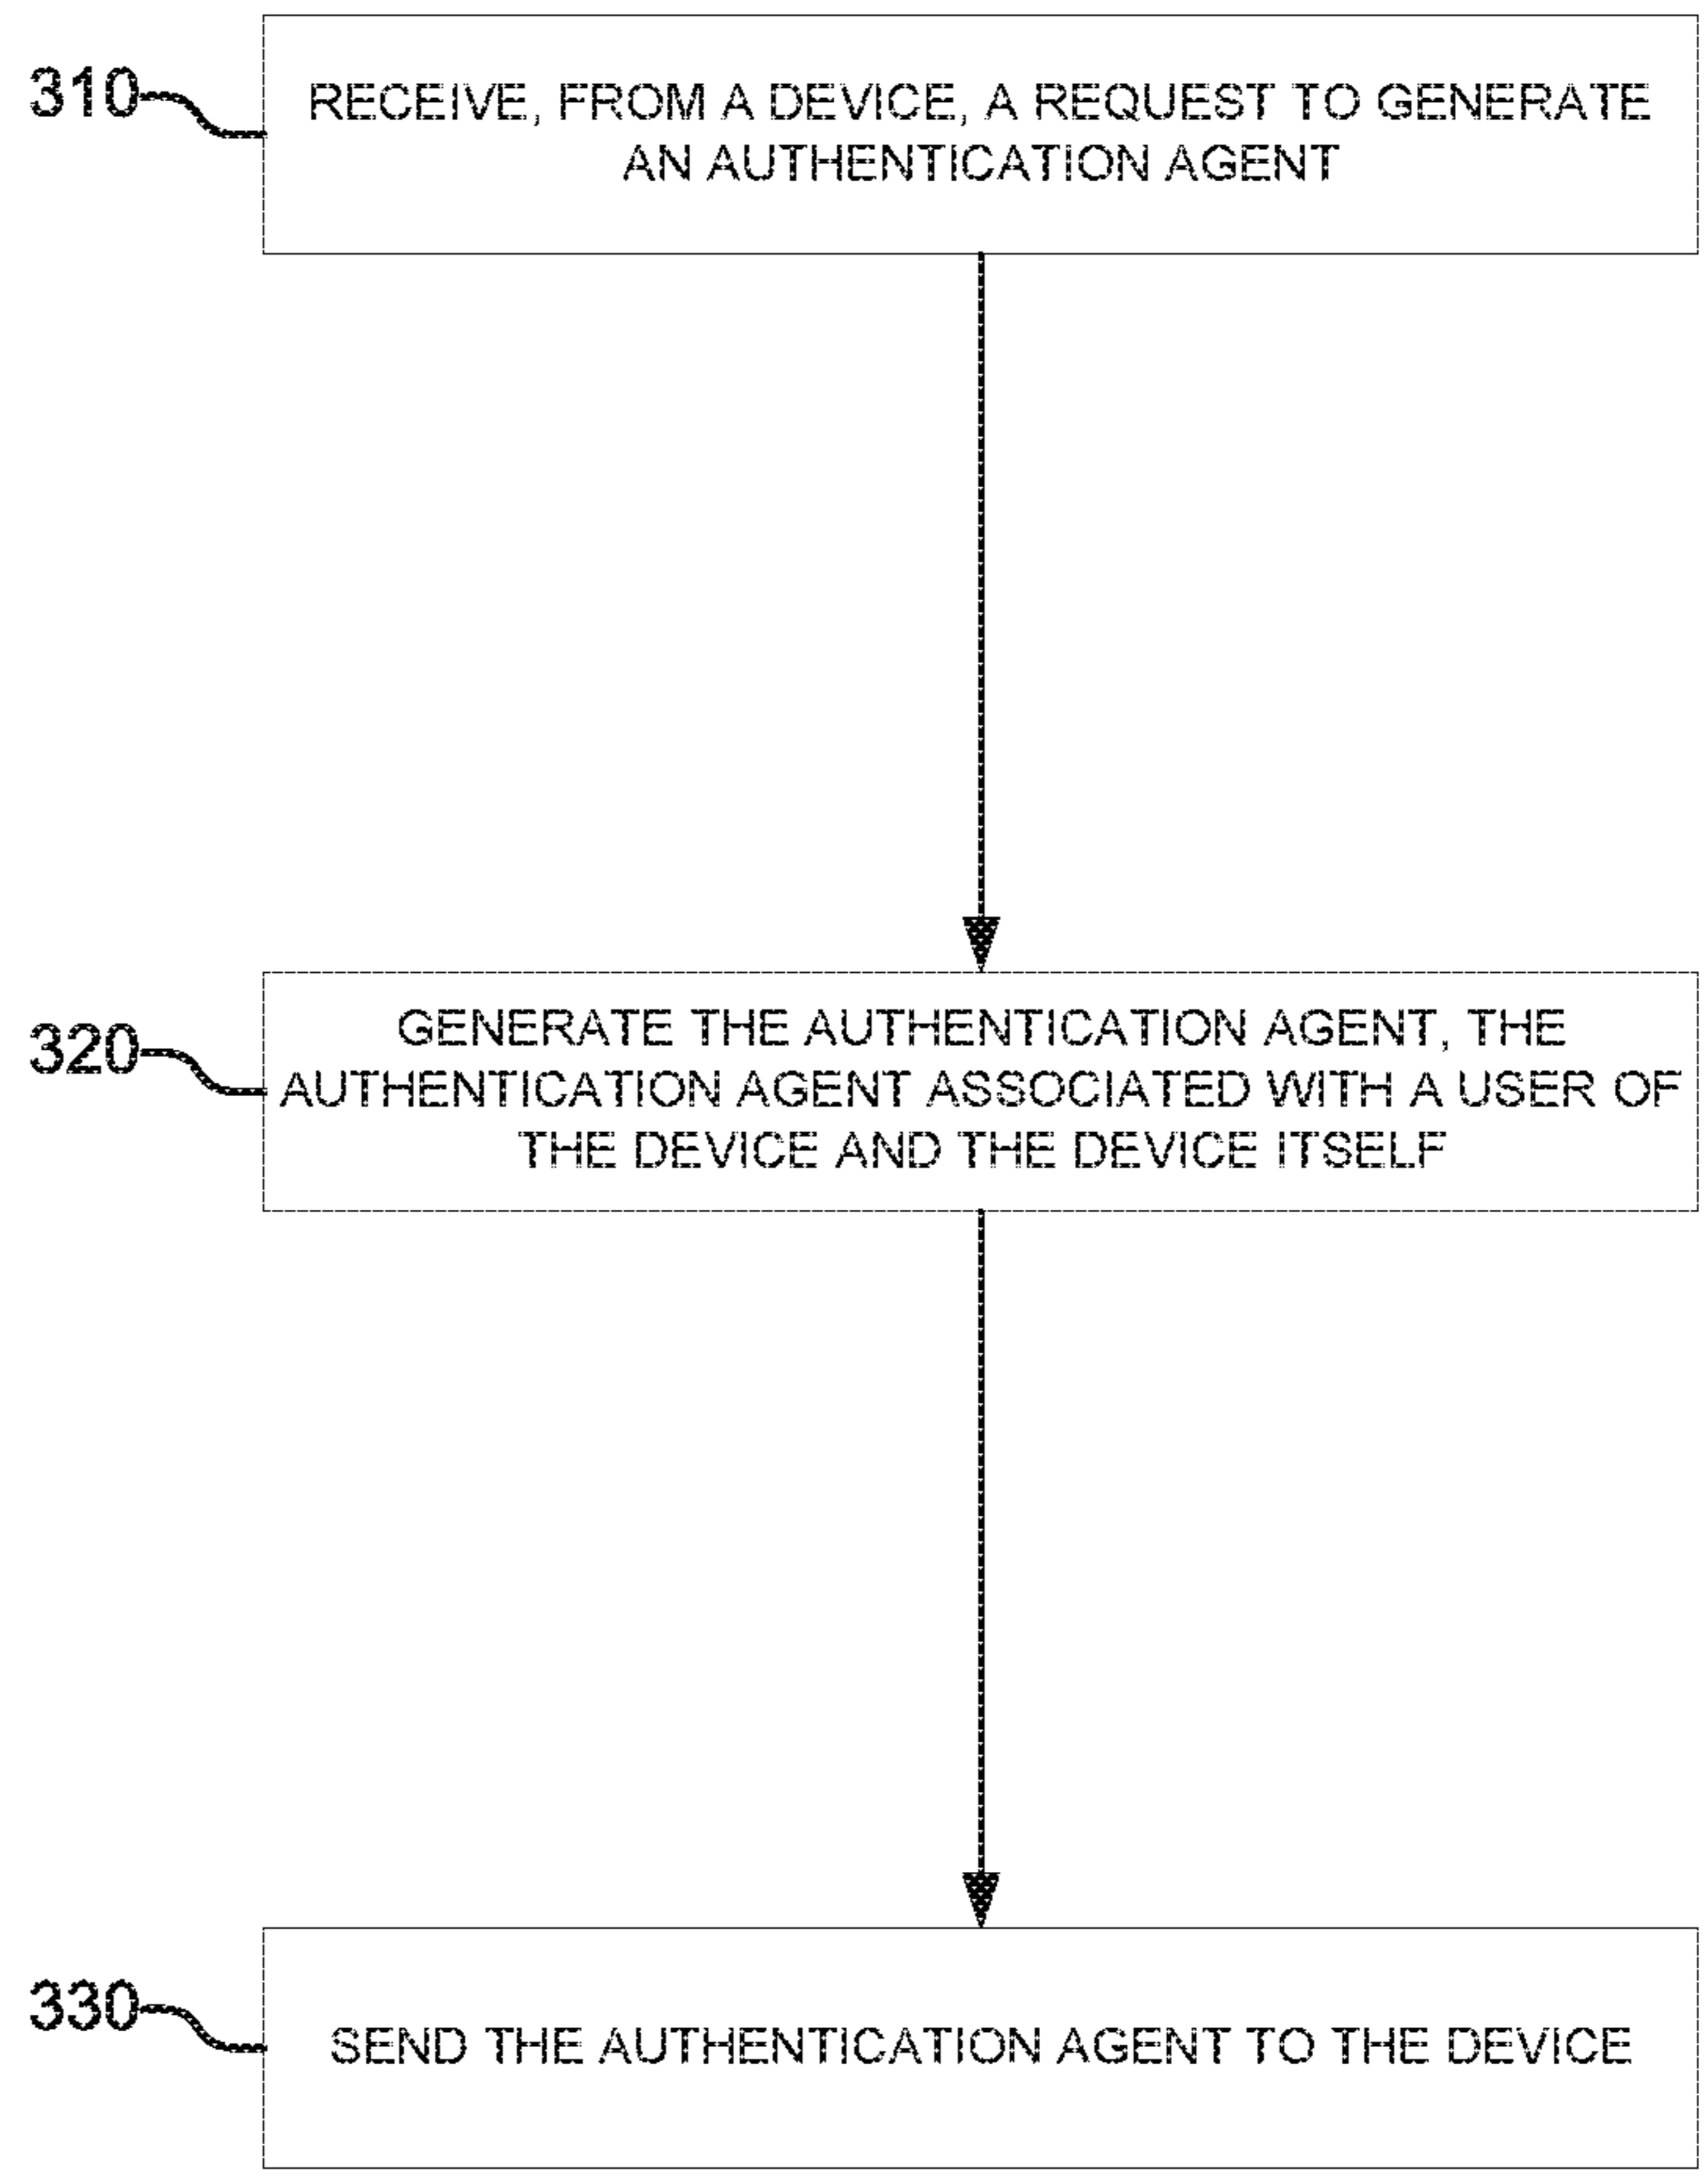 310
RECEIVE, FROM A DEVICE, A REQUEST TO GENERATE
AN AUTHENTICATION AGENT
320
GENERATE THE AUTHENTICATION AGENT, THE
AUTHENTICATION AGENT ASSOCIATED WITH A USER OF
THE DEVICE AND THE DEVICE ITSELF
330
SEND THE AUTHENTICATION AGENT TO THE DEVICE